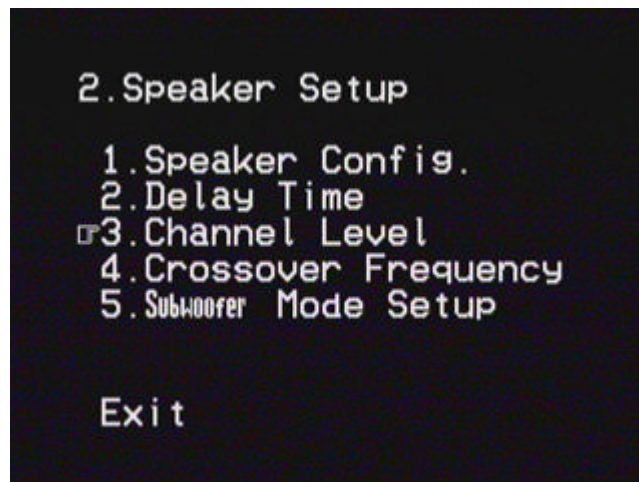 2.Speaker Setup
1.Speaker Config.
2.Delay Time
☞3.Channel Level
4.Crossover Frequency
5.Subwoofer Mode Setup
Exit